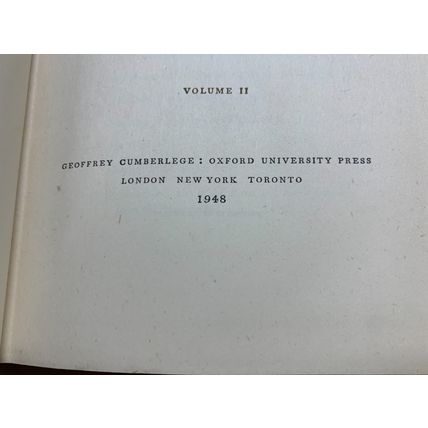 VOLUME II
GEOFFREY CUMBERLEGE : OXFORD UNIVERSITY PRESS
LONDON NEW YORK TORONTO
1948